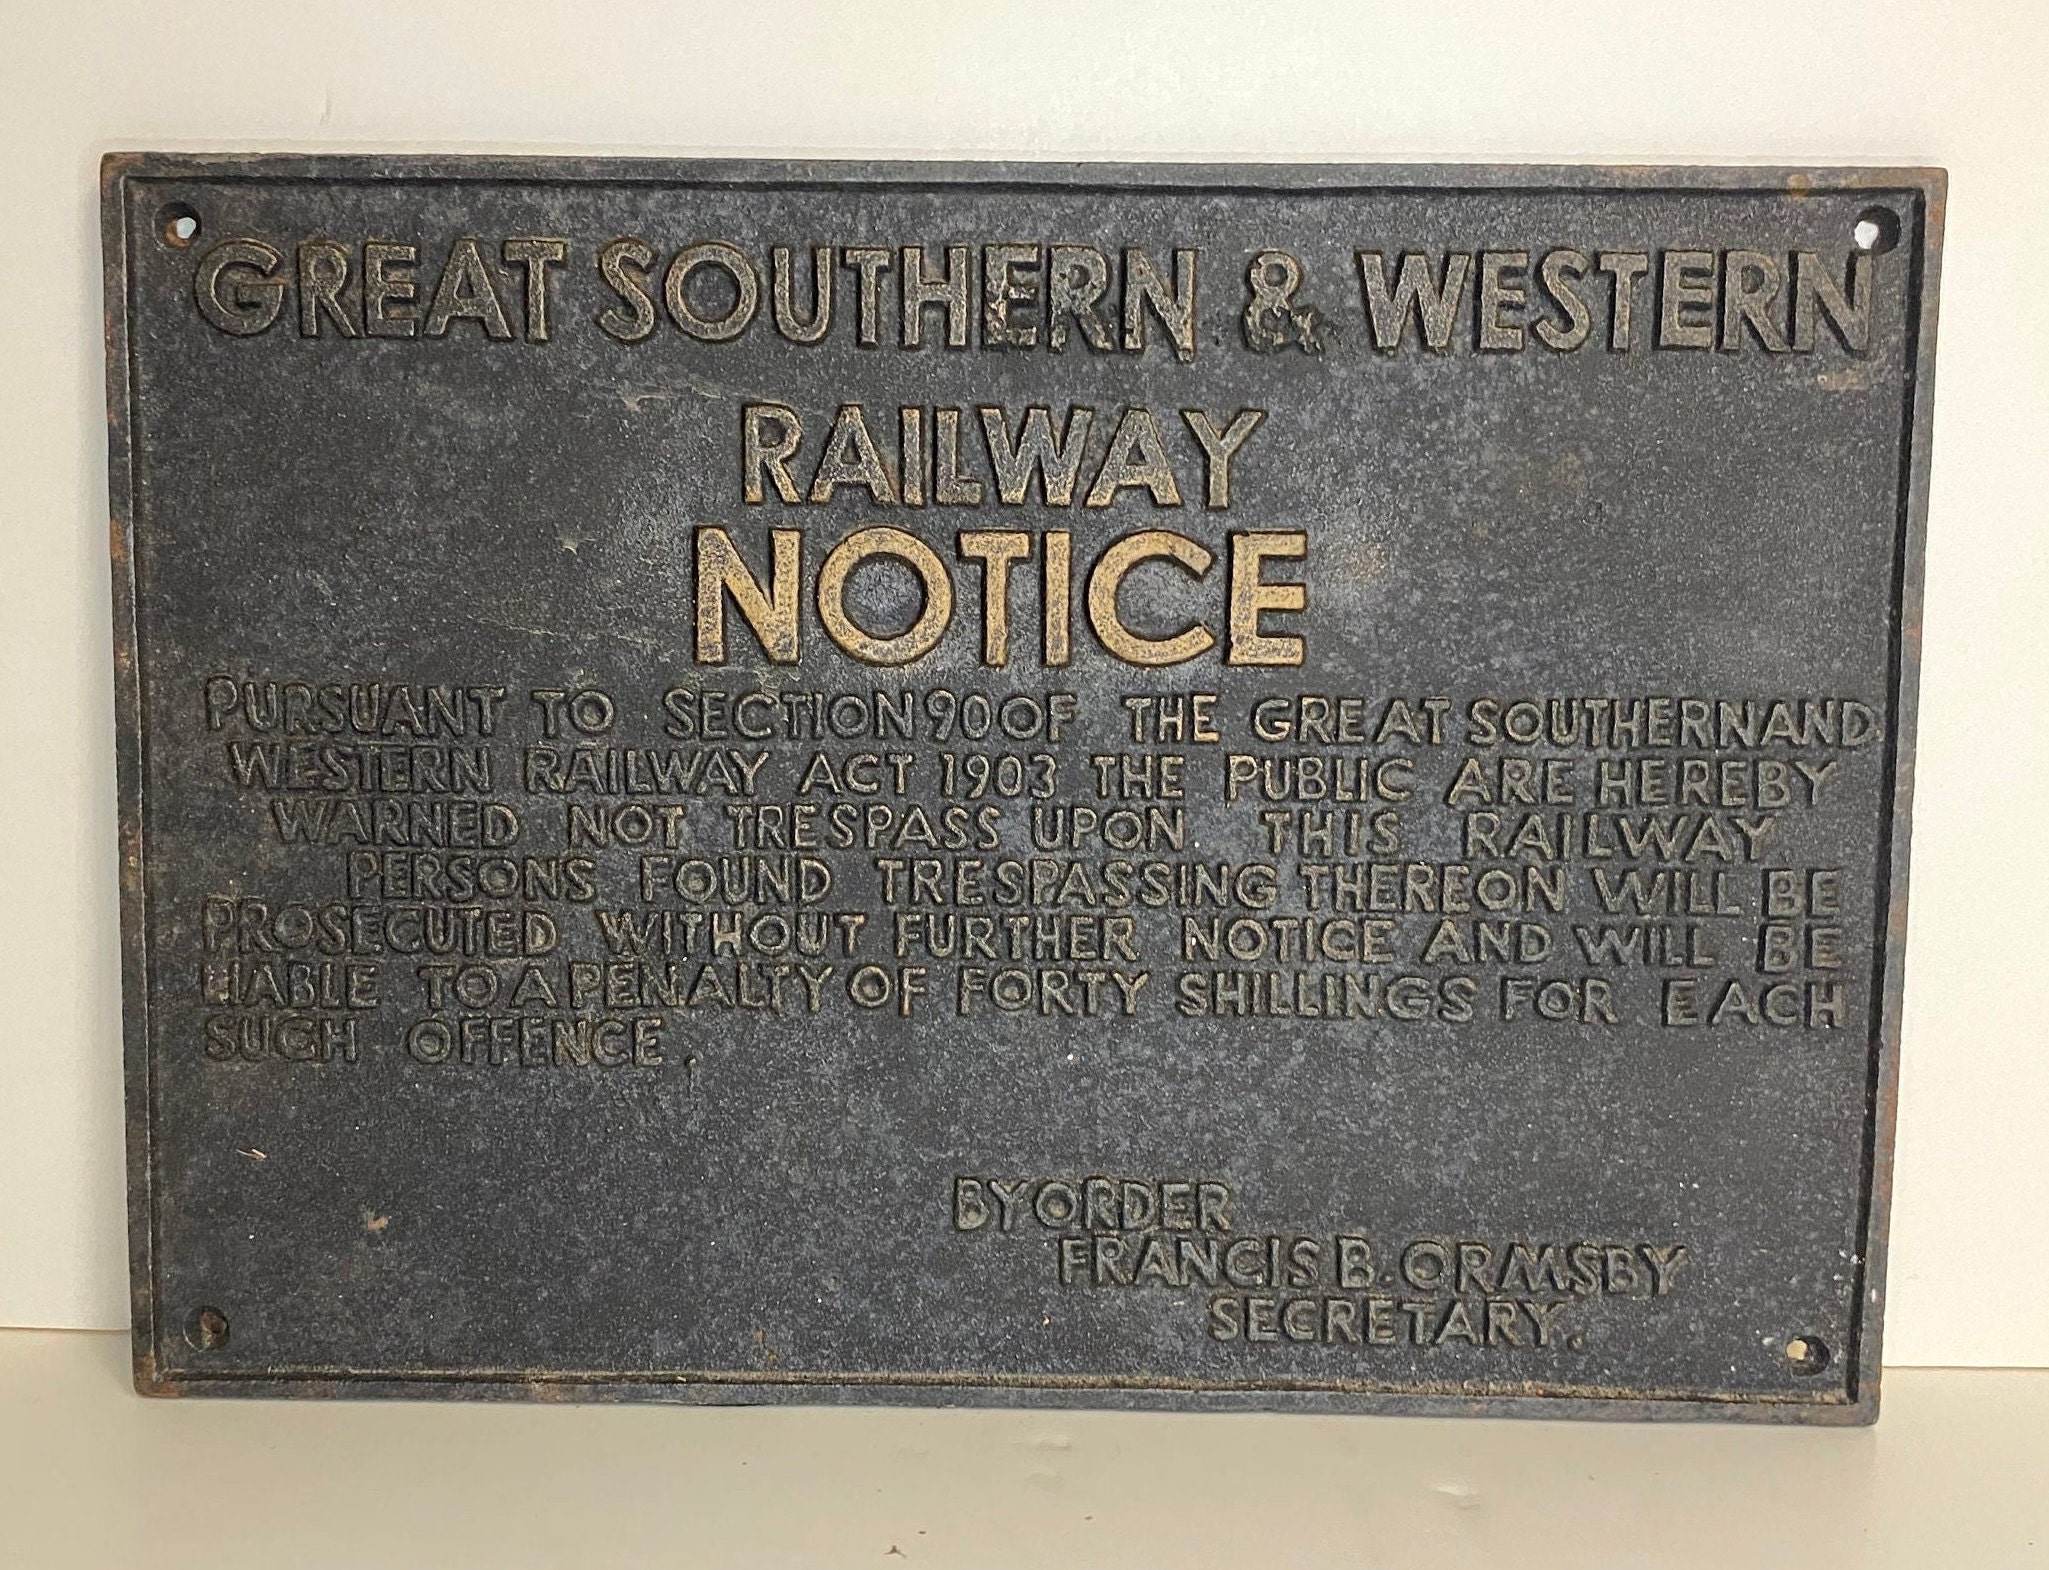 GREAT SOUTHERN & WESTERN
RAILWAY
NOTICE
PURSUANT TO SECTION 90 OF THE GREAT SOUTHERN AND
WESTERN RAILWAY ACT 1903 THE PUBLIC ARE HEREBY
WARNED NOT TRESPASS UPON THIS RAILWAY.
PERSONS FOUND TRESPASSING THEREON WILL BE
PROSECUTED WITHOUT FURTHER NOTICE AND WILL BE
LIABLE TO A PENALTY OF FORTY SHILLINGS FOR EACH
SUCH OFFENCE.
BY ORDER
FRANCIS B. ORMSBY
SECRETARY.